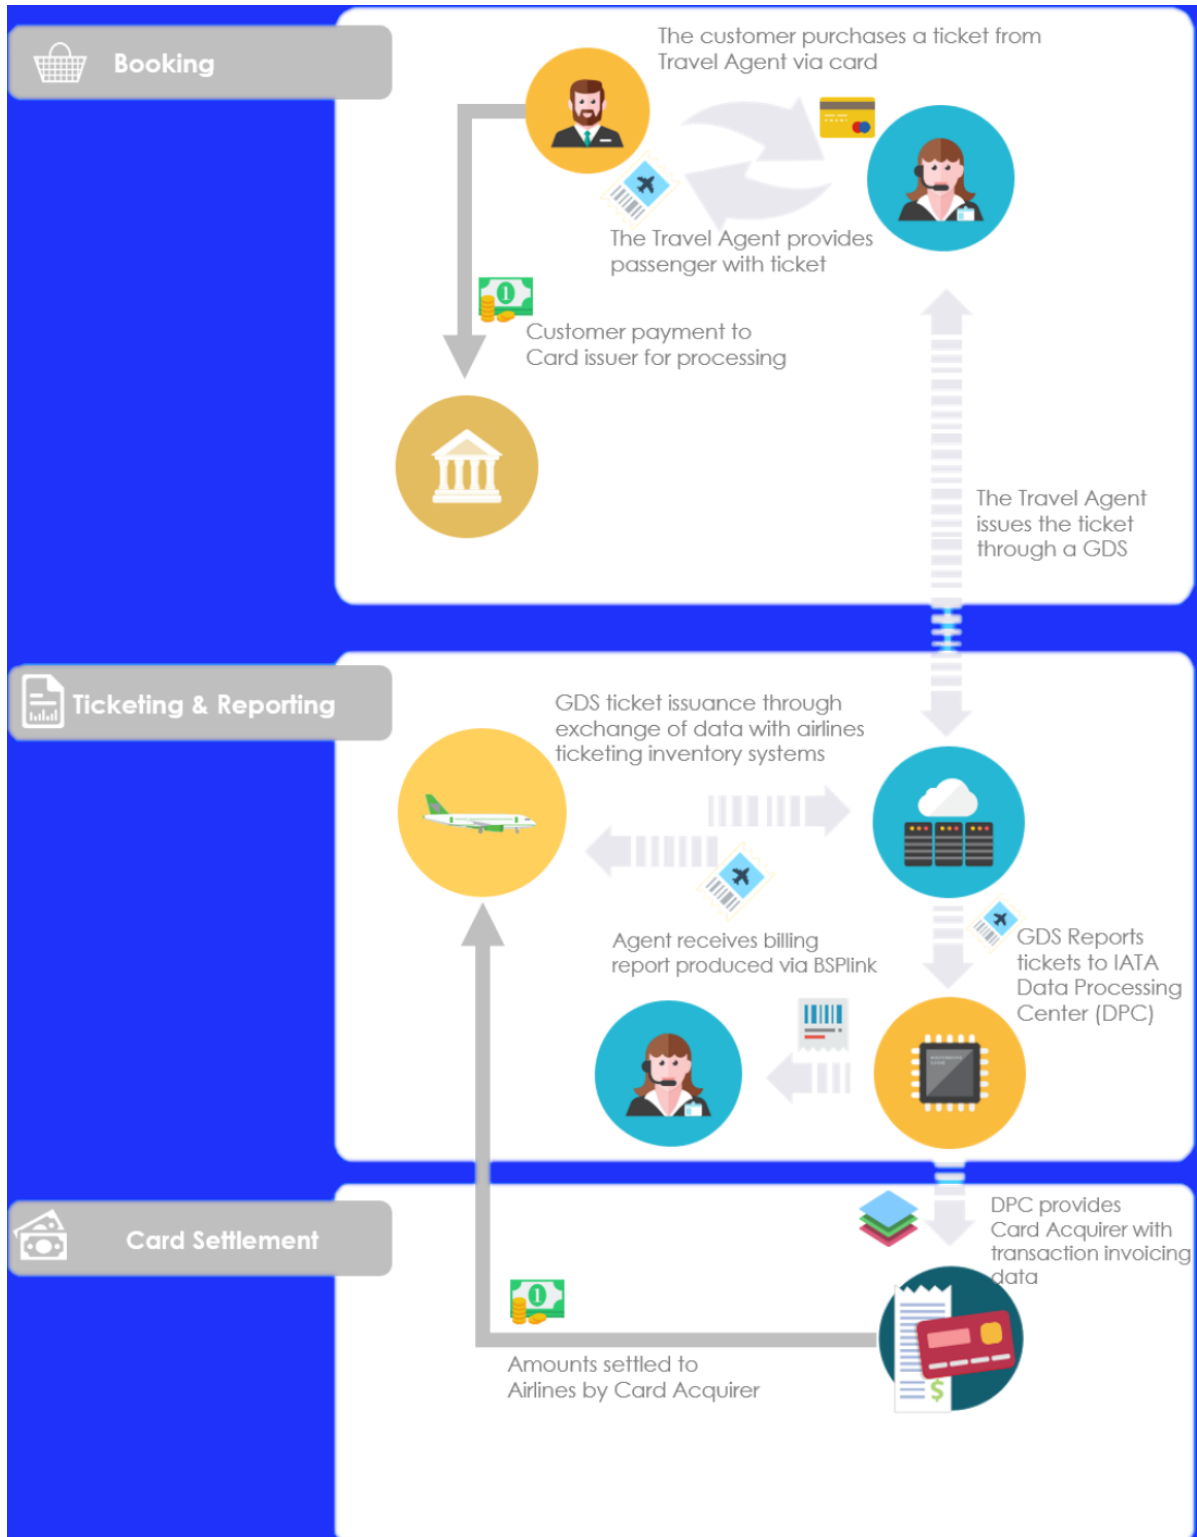 Booking
The customer purchases a ticket from
Travel Agent via card
The Travel Agent provides
passenger with ticket
1
Customer payment to
Card issuer for processing
The Travel Agent
issues the ticket
through a GDS
Ticketing & Reporting
GDS ticket issuance through
exchange of data with airlines
ticketing inventory systems
Agent receives billing
report produced via BSPlink
GDS Reports
tickets to IATA
Data Processing
Center (DPC)
Card Settlement
DPC provides
Card Acquirer with
transaction invoicing
data
1
Amounts settled to
Airlines by Card Acquirer
$